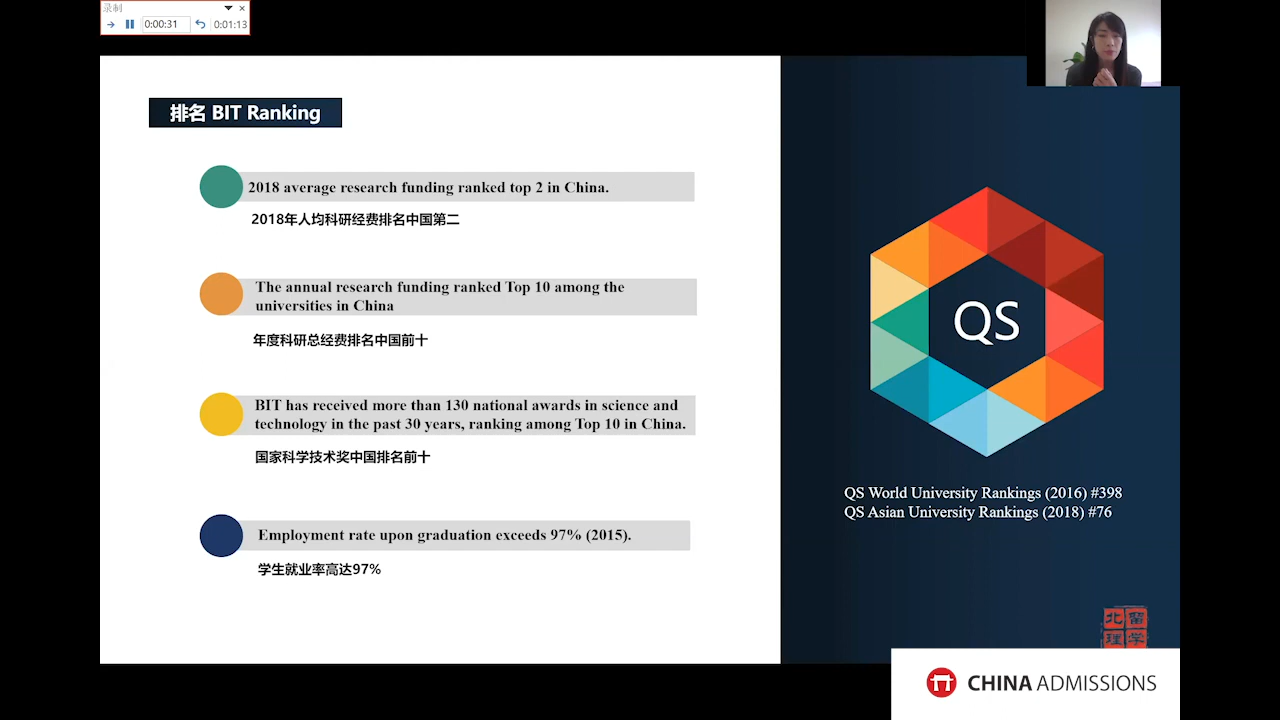 录制
0:00:31
0:01:13
排名 BIT Ranking
2018 average research funding ranked top 2 in China.
2018年人均科研经费排名中国第二
The annual research funding ranked Top 10 among the
universities in China
年度科研总经费排名中国前十
BIT has received more than 130 national awards in science and
technology in the past 30 years, ranking among Top 10 in China.
国家科学技术奖中国排名前十
Employment rate upon graduation exceeds 97% (2015).
学生就业率高达97%
QS
QS World University Rankings (2016) #398
QS Asian University Rankings (2018) #76
北留
理学
CHINA ADMISSIONS